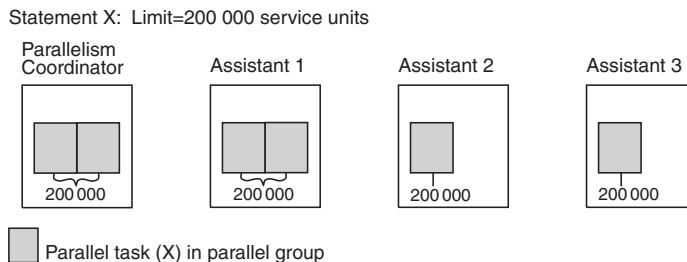 Statement X: Limit=200 000 service units
Parallelism
Coordinator
Assistant 1
Assistant 2
Assistant 3
200 000
200 000
200 000
200 000
Parallel task (X) in parallel group